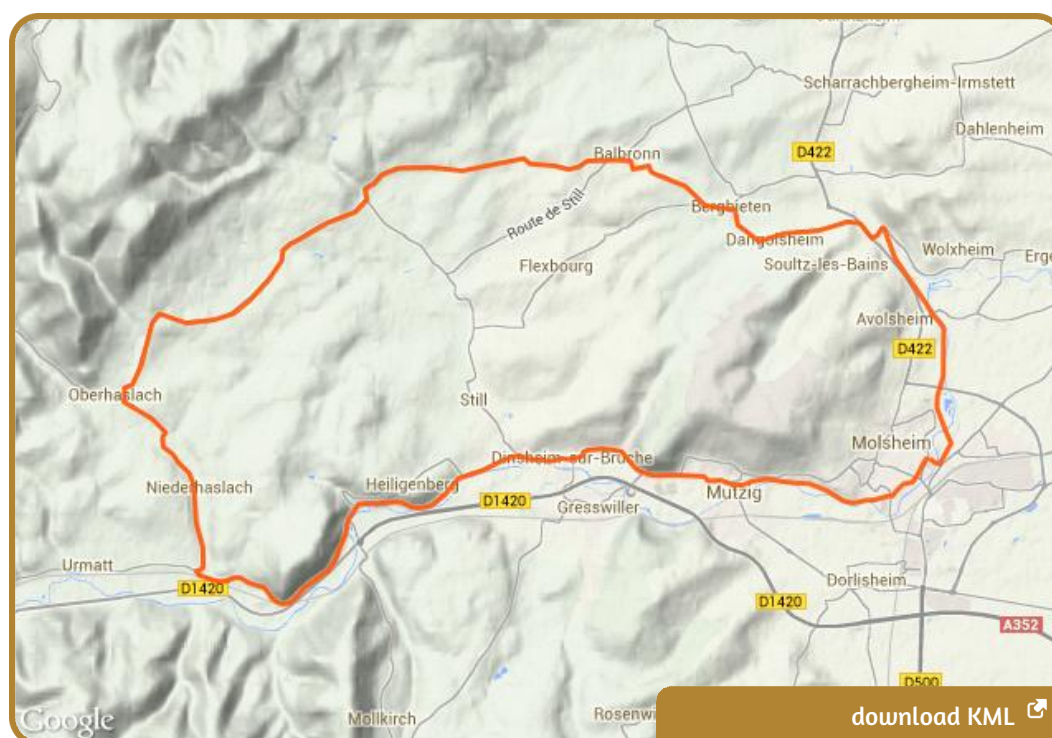 Scharrachbergheim-Irmstett
Dahlenheim
D422
Balbronn
Route de Still
Bergbieten
Dangolsheim
Flexbourg
Soultz-les-Bains
Wolxheim
Avolsheim
D422
Oberhaslach
Still
Molsheim
Dinsheim-sur-Bruche
Heiligenberg
Niederhaslach
D1420
Mutzig
Gresswiller
Urmatt
D1420
Dorlisheim
D1420
A352
D500
Mollkirch
Google
download KML